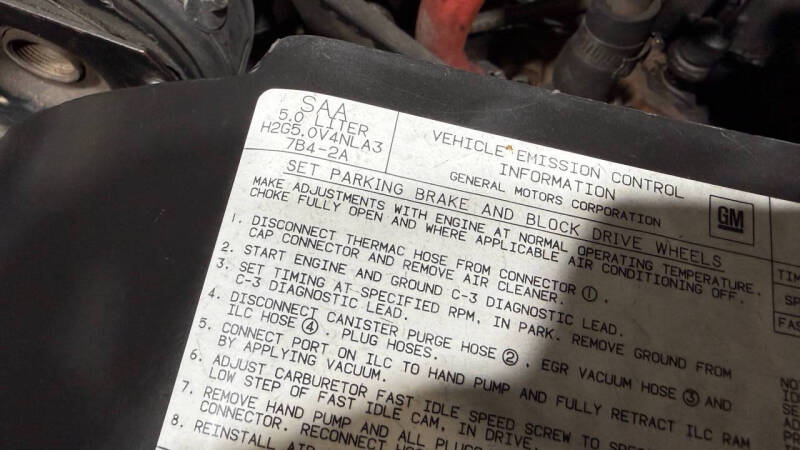 SAA
5.0 LITER
H2G5.0V4NLA3
7B4-2A
VEHICLE EMISSION CONTROL
INFORMATION
GENERAL MOTORS CORPORATION
GM
SET PARKING BRAKE AND BLOCK DRIVE WHEELS
MAKE ADJUSTMENTS WITH ENGINE AT NORMAL OPERATING TEMPERATURE.
CHOKE FULLY OPEN AND WHERE APPLICABLE AIR CONDITIONING OFF.
1. DISCONNECT THERMAC HOSE FROM CONNECTOR ①.
CAP CONNECTOR AND REMOVE AIR CLEANER.
2. START ENGINE AND GROUND C-3 DIAGNOSTIC LEAD.
3. SET TIMING AT SPECIFIED RPM, IN PARK. REMOVE GROUND FROM
C-3 DIAGNOSTIC LEAD.
4. DISCONNECT CANISTER PURGE HOSE ②, EGR VACUUM HOSE ③ AND
ILC HOSE ④. PLUG HOSES.
5. CONNECT PORT ON ILC TO HAND PUMP AND FULLY RETRACT ILC RAM
BY APPLYING VACUUM.
6. ADJUST CARBURETOR FAST IDLE SPEED SCREW TO
LOW STEP OF FAST IDLE CAM, IN DRIVE.
7. REMOVE HAND PUMP AND ALL
CONNECTOR. RECONNECT
8. REINSTALL